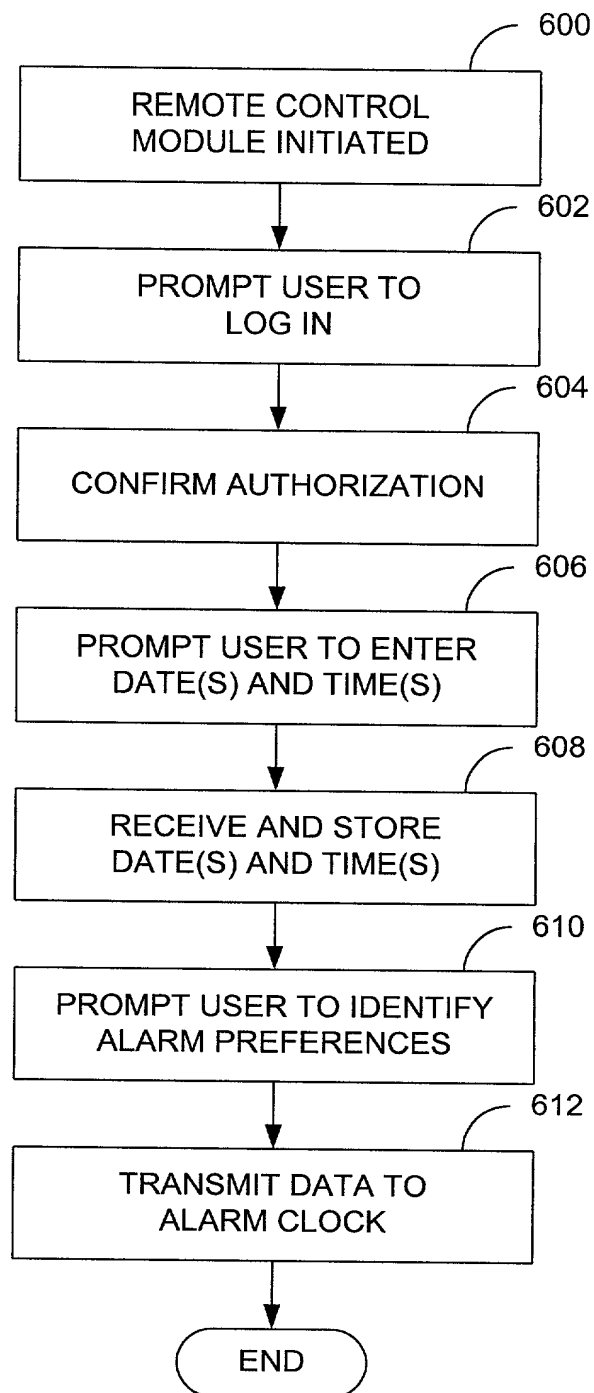 600
REMOTE CONTROL
MODULE INITIATED
602
PROMPT USER TO
LOG IN
604
CONFIRM AUTHORIZATION
606
PROMPT USER TO ENTER
DATE(S) AND TIME(S)
608
RECEIVE AND STORE
DATE(S) AND TIME(S)
610
PROMPT USER TO IDENTIFY
ALARM PREFERENCES
612
TRANSMIT DATA TO
ALARM CLOCK
END